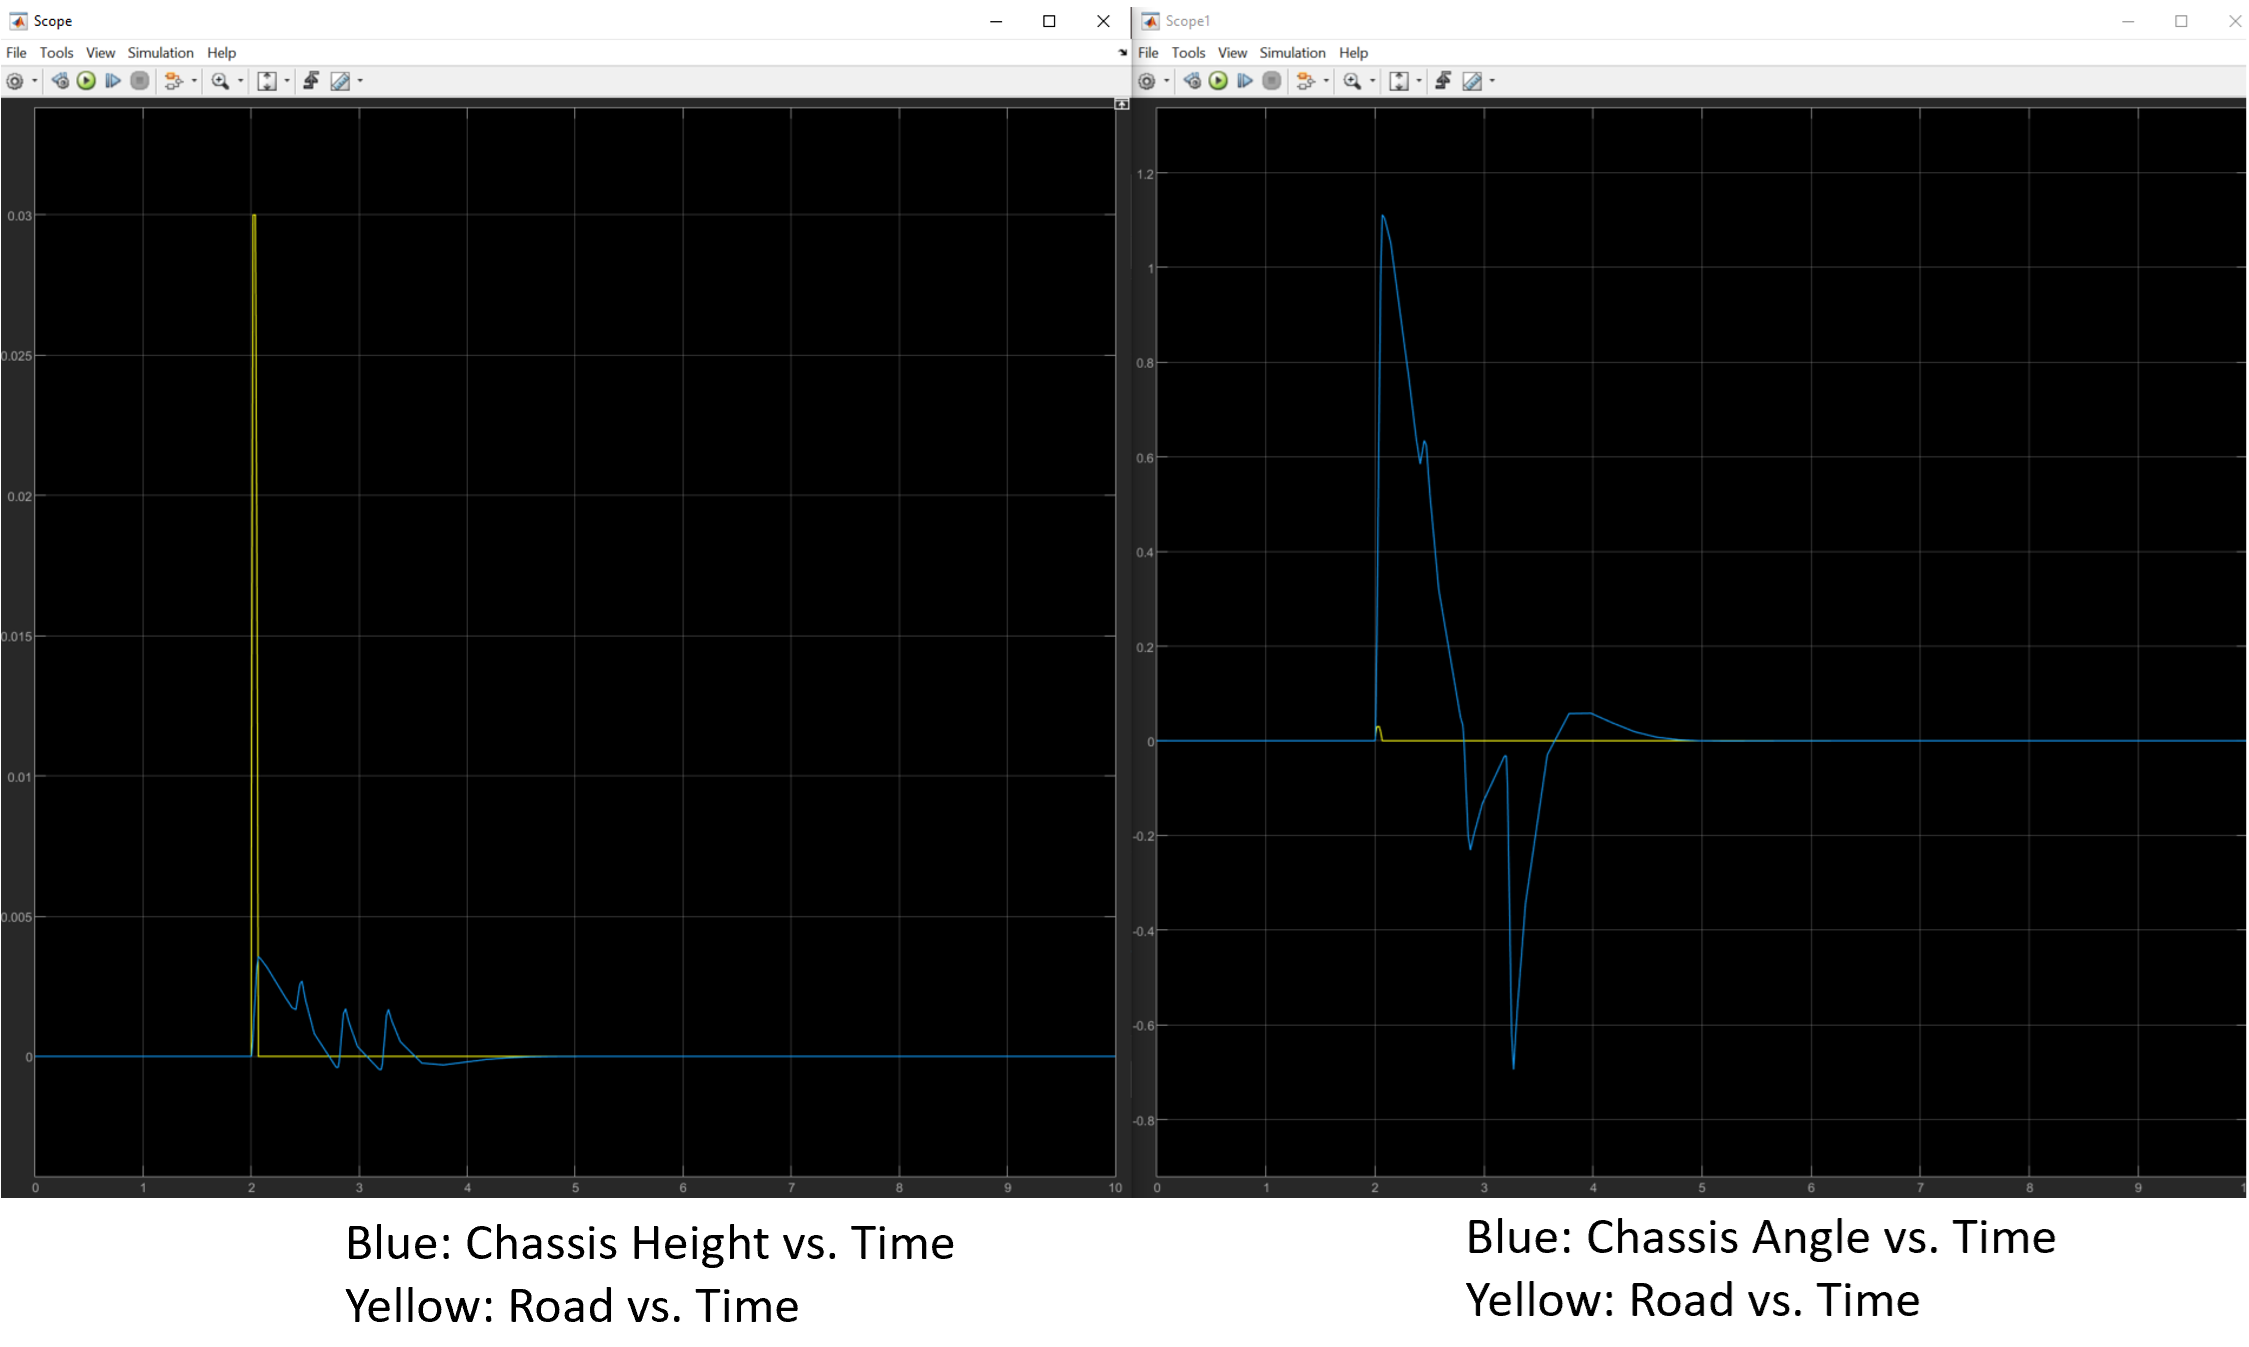 Scope
File Tools View Simulation Help
0.03
0.025
0.02
0.015
0.01
0.005
0
0 1 2 3 4 5 6 7 8 9 10
Blue: Chassis Height vs. Time
Yellow: Road vs. Time
Scope1
File Tools View Simulation Help
1.2
1
0.8
0.6
0.4
0.2
0
-0.2
-0.4
-0.6
-0.8
0 1 2 3 4 5 6 7 8 9 1
Blue: Chassis Angle vs. Time
Yellow: Road vs. Time